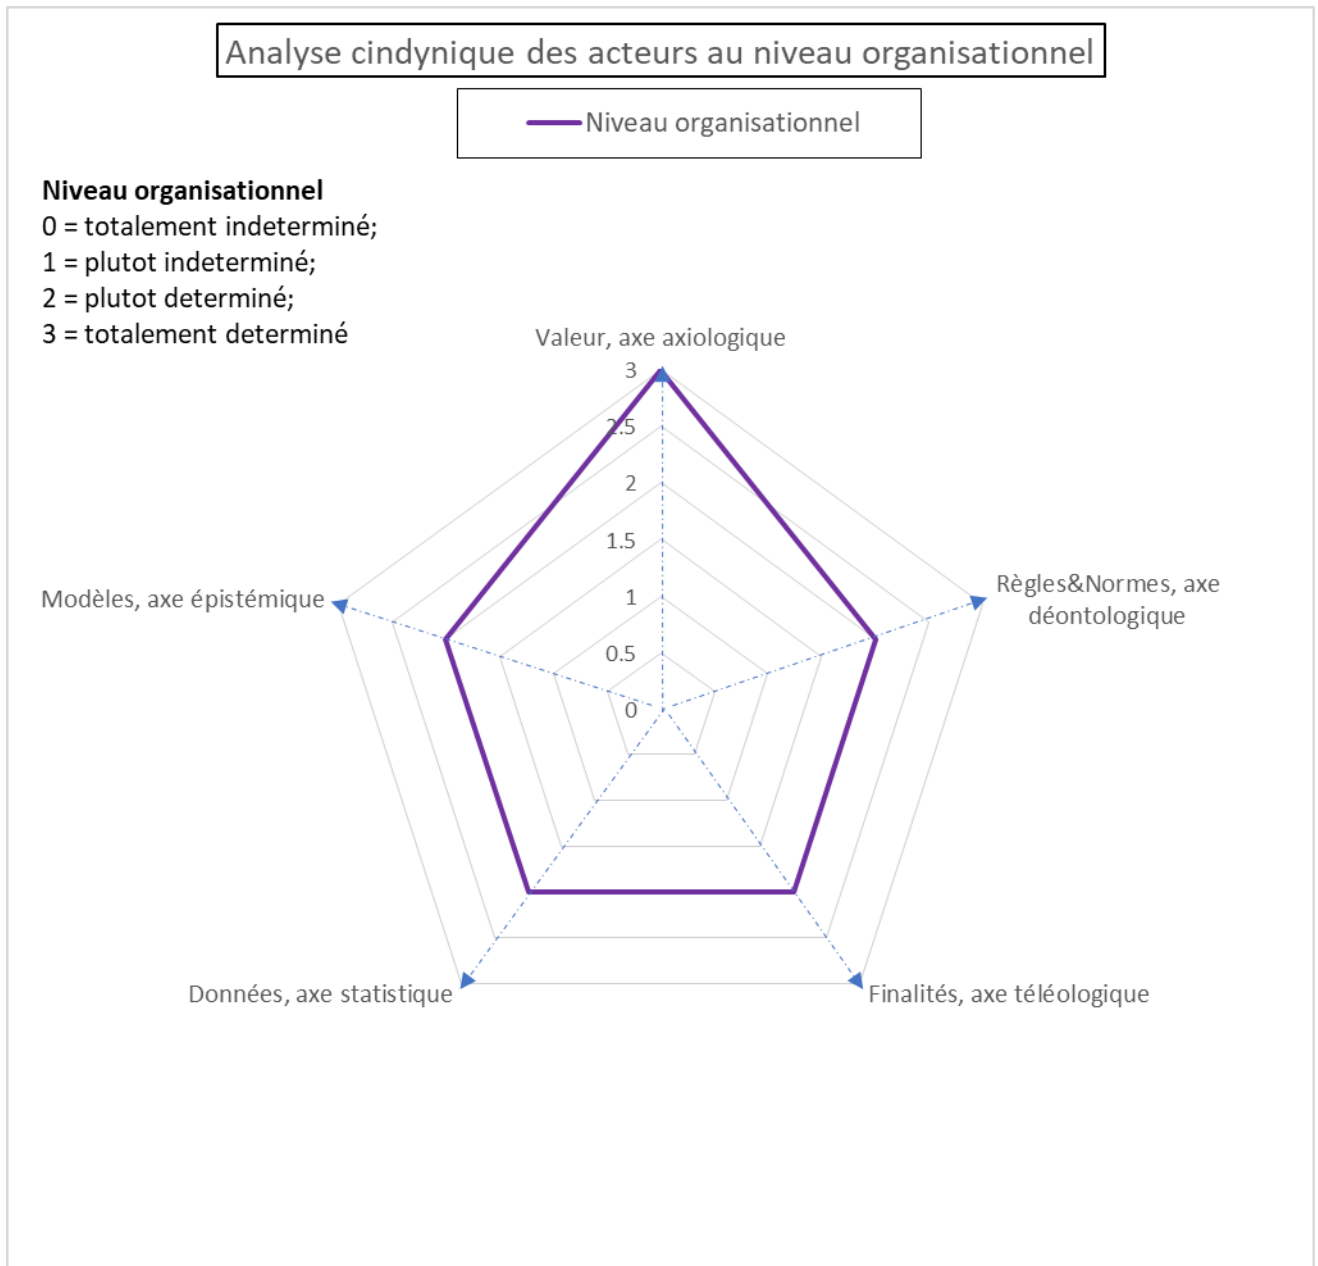 Analyse cindynique des acteurs au niveau organisationnel
Niveau organisationnel
Niveau organisationnel
0 = totalement indeterminé;
1 = plutot indeterminé;
2 = plutot determiné;
3 = totalement determiné
Valeur, axe axiologique
3
2.5
2
1.5
1
0.5
0
Règles&Normes, axe
déontologique
Modèles, axe épistémique
Données, axe statistique
Finalités, axe téléologique